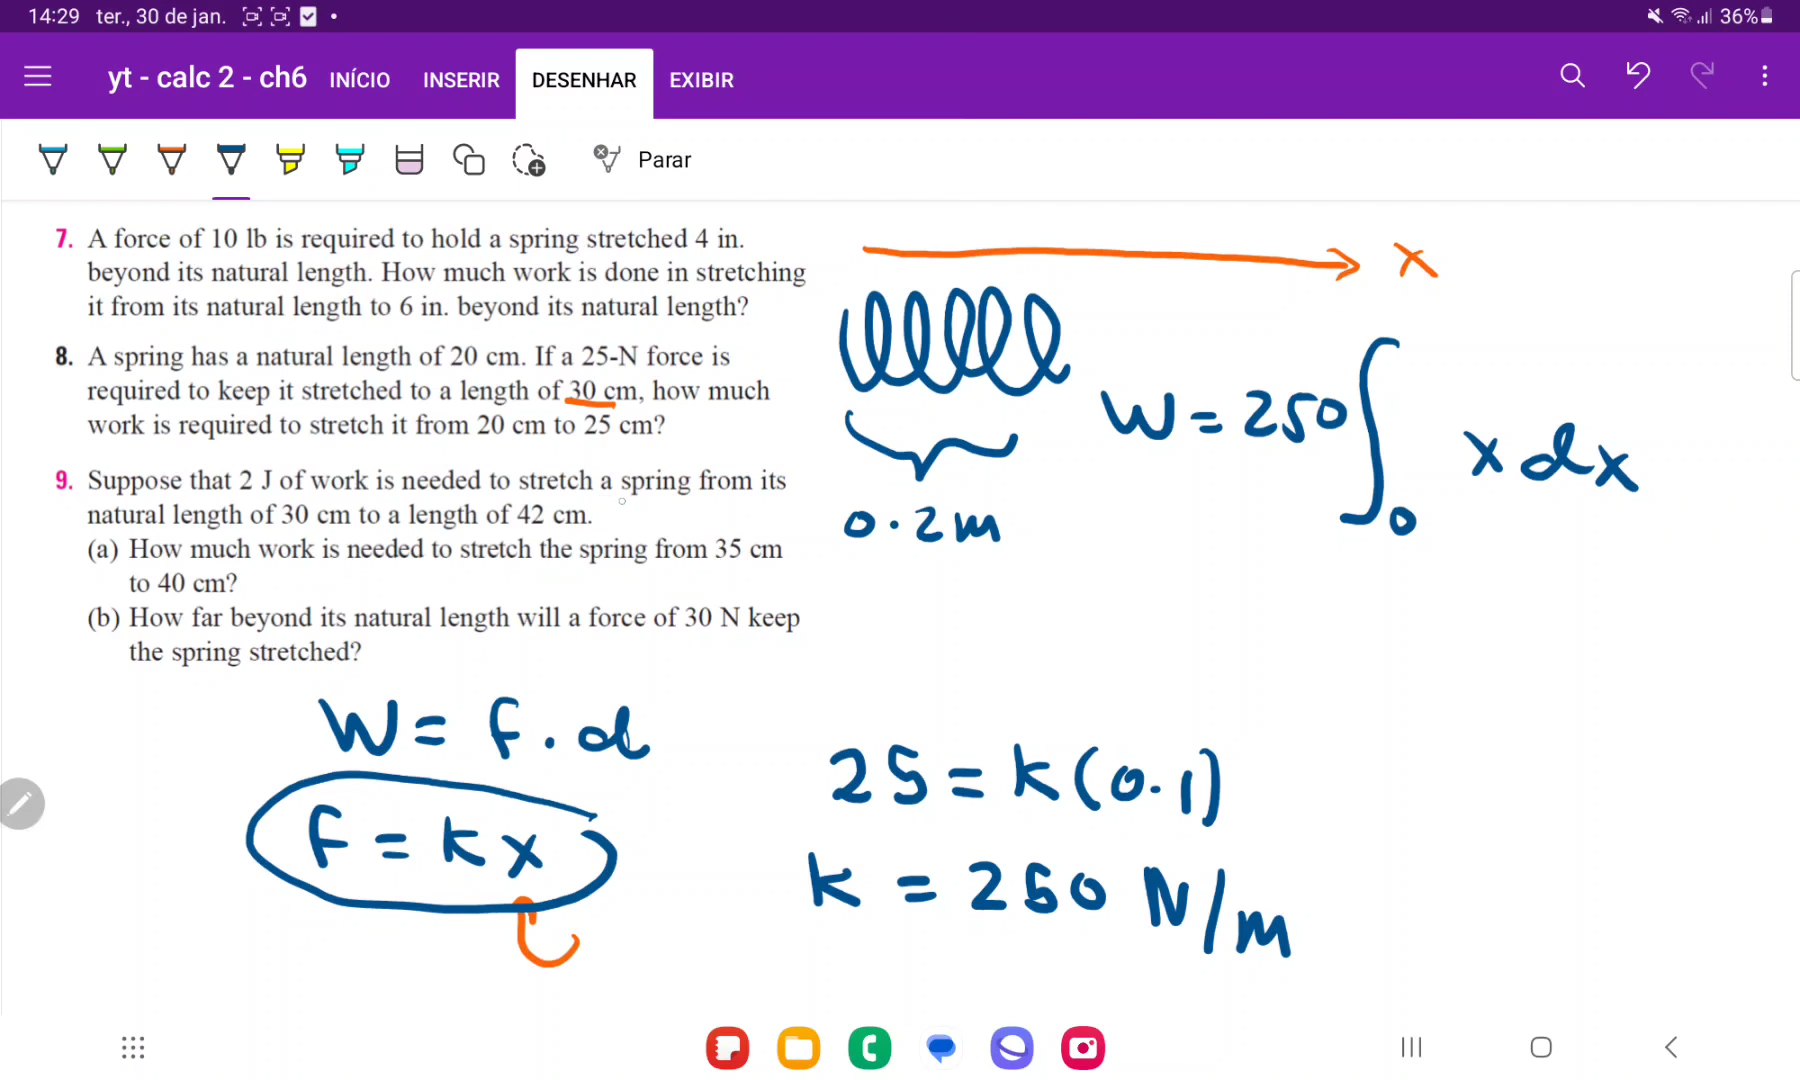 14:29 ter., 30 de jan.
36%
yt - calc 2 - ch6 INÍCIO INSERIR DESENHAR EXIBIR
Parar
7. A force of 10 lb is required to hold a spring stretched 4 in.
beyond its natural length. How much work is done in stretching
it from its natural length to 6 in. beyond its natural length?
8. A spring has a natural length of 20 cm. If a 25-N force is
required to keep it stretched to a length of 30 cm, how much
work is required to stretch it from 20 cm to 25 cm?
9. Suppose that 2 J of work is needed to stretch a spring from its
natural length of 30 cm to a length of 42 cm.
(a) How much work is needed to stretch the spring from 35 cm
to 40 cm?
(b) How far beyond its natural length will a force of 30 N keep
the spring stretched?
W = F . d
F = k x
x
0.2 m
W = 250 ∫₀ x dx
25 = k (0.1)
k = 250 N/m